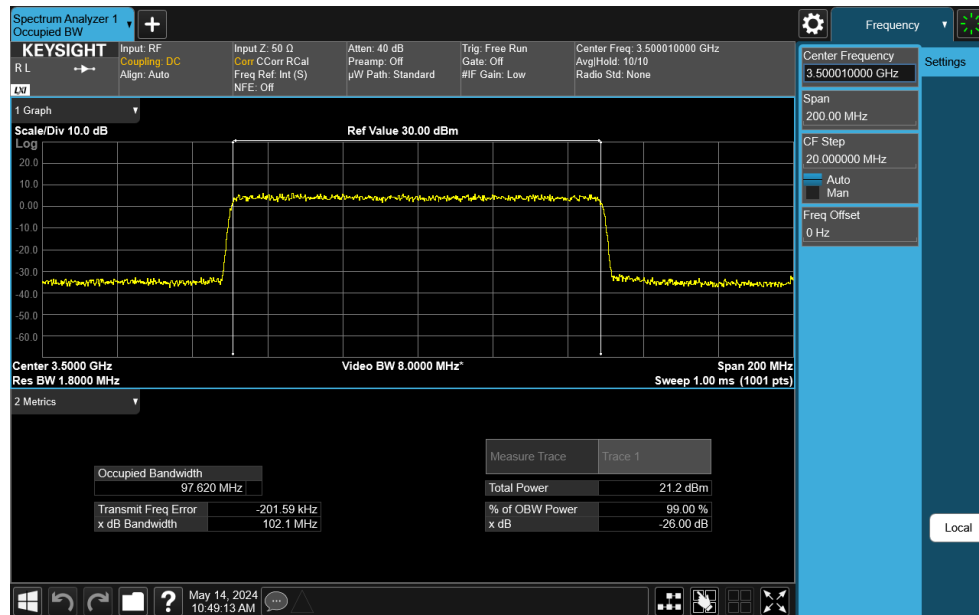 Spectrum Analyzer 1
Occupied BW
Frequency
KEYSIGHT
R L
LXI
Input: RF
Coupling: DC
Align: Auto
Input Z: 50 Ω
Corr CCorr RCal
Freq Ref: Int (S)
NFE: Off
Atten: 40 dB
Preamp: Off
µW Path: Standard
Trig: Free Run
Gate: Off
#IF Gain: Low
Center Freq: 3.500010000 GHz
Avg|Hold: 10/10
Radio Std: None
Center Frequency
3.500010000 GHz
Settings
Span
200.00 MHz
CF Step
20.000000 MHz
Auto
Man
Freq Offset
0 Hz
Local
1 Graph
Scale/Div 10.0 dB
Ref Value 30.00 dBm
Log
20.0
10.0
0.00
-10.0
-20.0
-30.0
-40.0
-50.0
-60.0
Center 3.5000 GHz
Video BW 8.0000 MHz*
Span 200 MHz
Res BW 1.8000 MHz
Sweep 1.00 ms (1001 pts)
2 Metrics
Occupied Bandwidth
97.620 MHz
Transmit Freq Error -201.59 kHz
x dB Bandwidth 102.1 MHz
Measure Trace Trace 1
Total Power 21.2 dBm
% of OBW Power 99.00 %
x dB -26.00 dB
?
May 14, 2024
10:49:13 AM